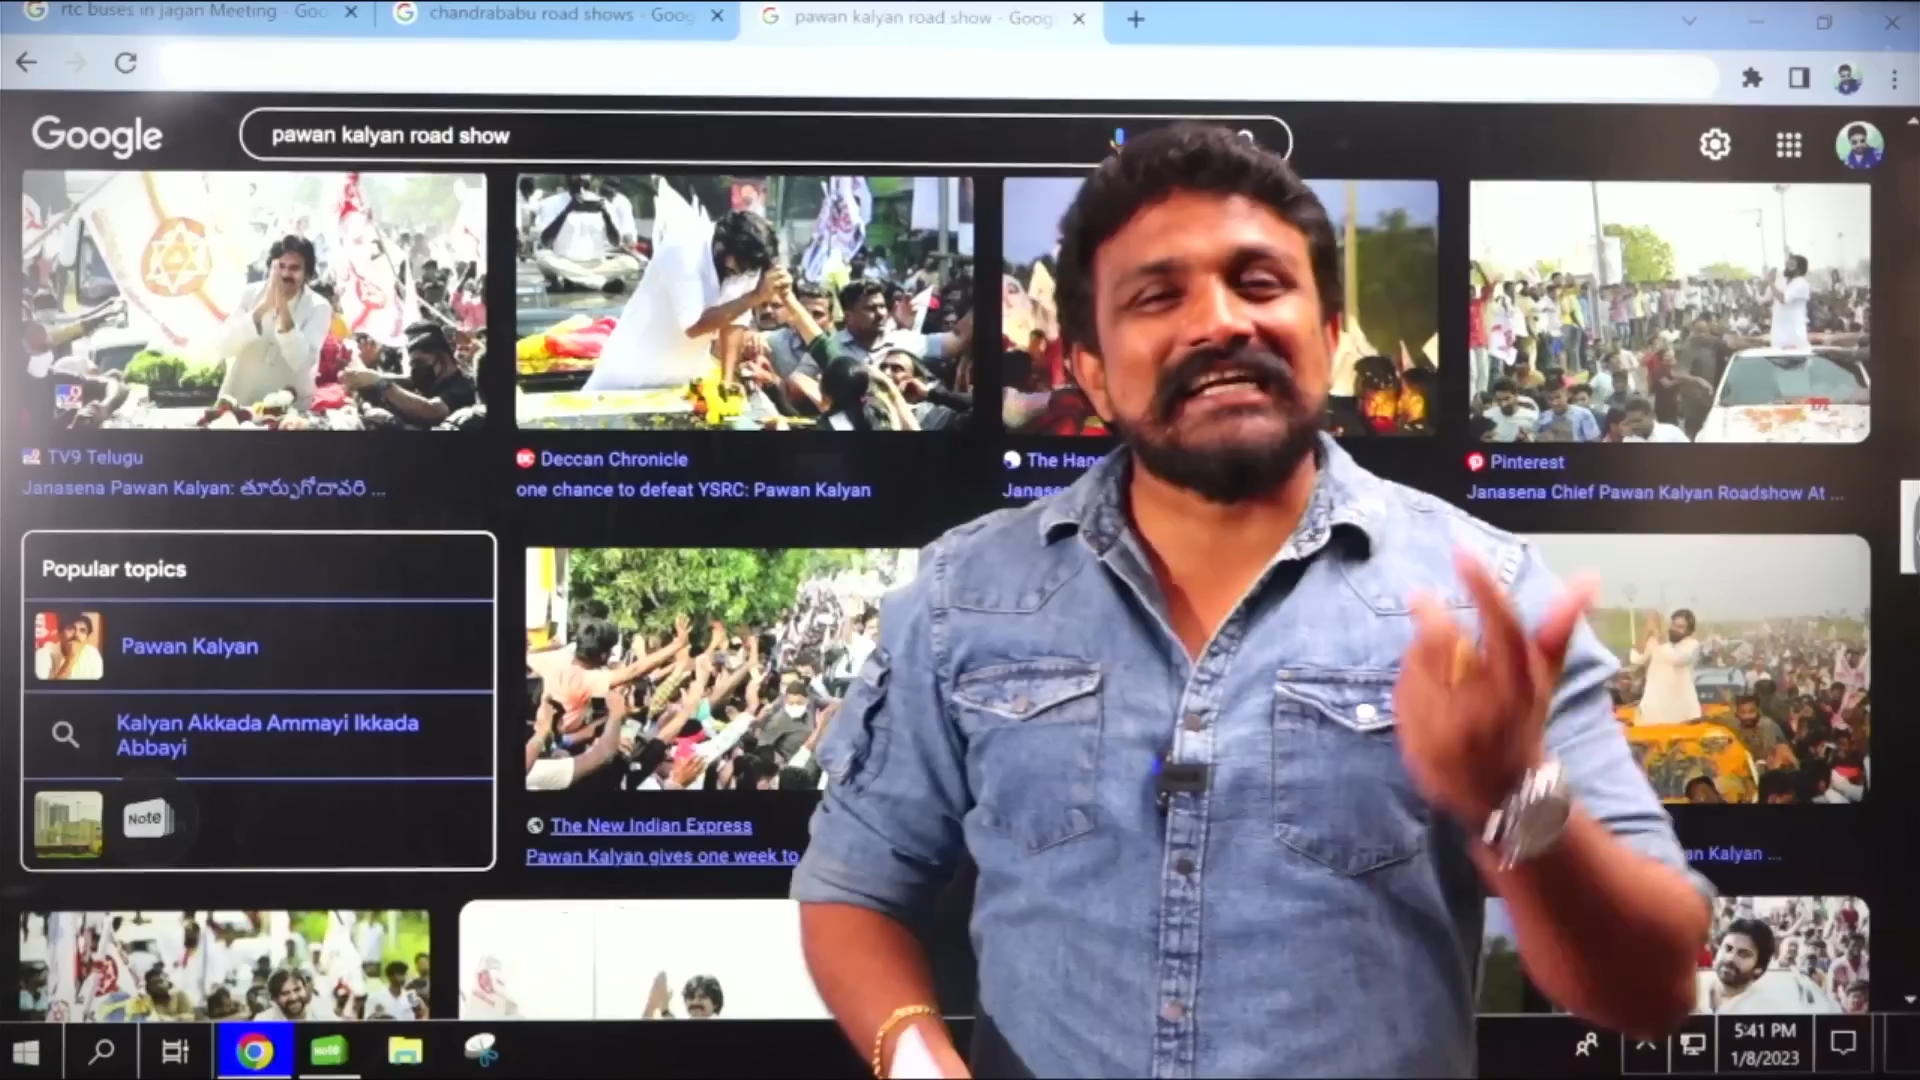 rtc buses in jagan Meeting - Goo
chandrababu road shows - Goog
pawan kalyan road show - Goog
Google
pawan kalyan road show
TV9 Telugu
Janasena Pawan Kalyan: తూర్పుగోదావరి ...
Deccan Chronicle
one chance to defeat YSRC: Pawan Kalyan
The Hans
Janase
Pinterest
Janasena Chief Pawan Kalyan Roadshow At ...
Popular topics
Pawan Kalyan
Kalyan Akkada Ammayi Ikkada
Abbayi
Note
The New Indian Express
Pawan Kalyan gives one week to
an Kalyan ...
note
5:41 PM
1/8/2023